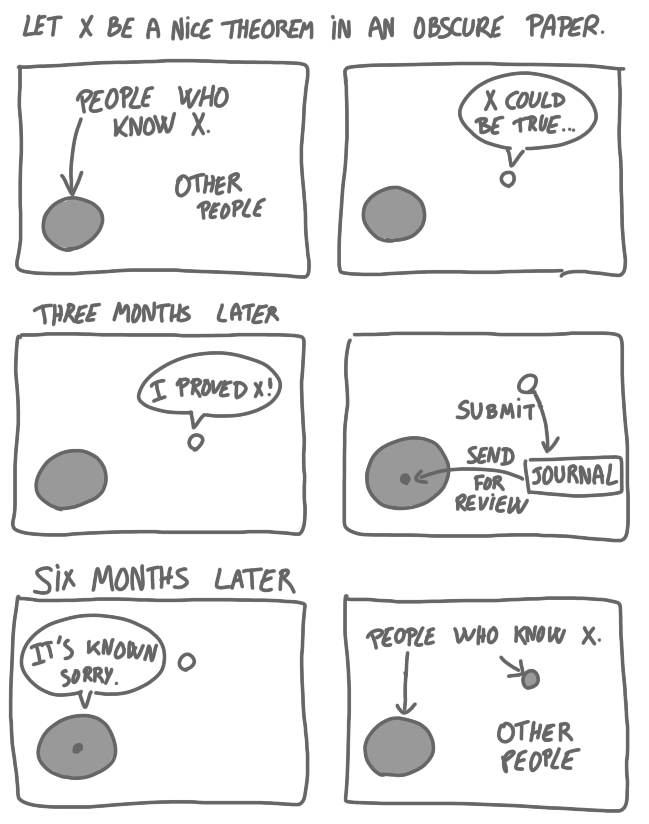 LET X BE A NiCE THEOREM iN AN OBSCURE PAPER.
PEOPLE WHO
KNOW X.
OTHER
PEOPLE
X COULD
BE TRUE...
THREE MONTHS LATER
I PROVED X!
SUBMiT
JOURNAL
SEND
FOR
REViEW
SiX MONTHS LATER
IT'S KNOWN
SORRY.
PEOPLE WHO KNOW X.
OTHER
PEOPLE